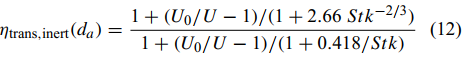 η_trans,inert(d_a) = \frac{1 + (U_0/U − 1)/(1 + 2.66 Stk^{−2/3})}{1 + (U_0/U − 1)/(1 + 0.418/Stk)} (12)